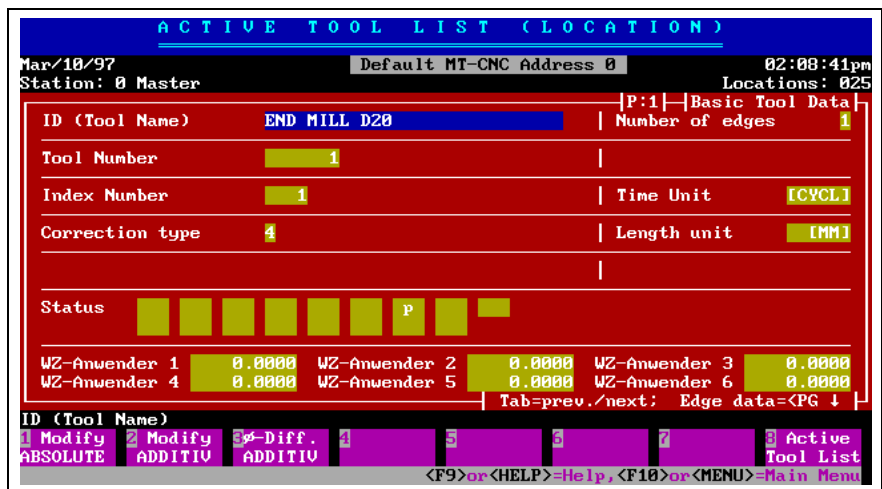 ACTIVE TOOL LIST (LOCATION)
Mar/10/97 Default MT-CNC Address 0 02:08:41pm
Station: 0 Master Locations: 025
P:1 Basic Tool Data
ID (Tool Name) END MILL D20 Number of edges 1
Tool Number 1
Index Number 1 Time Unit [CYCL]
Correction type 4 Length unit [MM]
Status p
WZ-Anwender 1 0.0000 WZ-Anwender 2 0.0000 WZ-Anwender 3 0.0000
WZ-Anwender 4 0.0000 WZ-Anwender 5 0.0000 WZ-Anwender 6 0.0000
Tab=prev./next; Edge data=<PG ↓
ID (Tool Name)
1 Modify 2 Modify 3ø-Diff. 4 5 6 7 8 Active
ABSOLUTE ADDITIV ADDITIV Tool List
<F9>or<HELP>=Help,<F10>or<MENU>=Main Menu